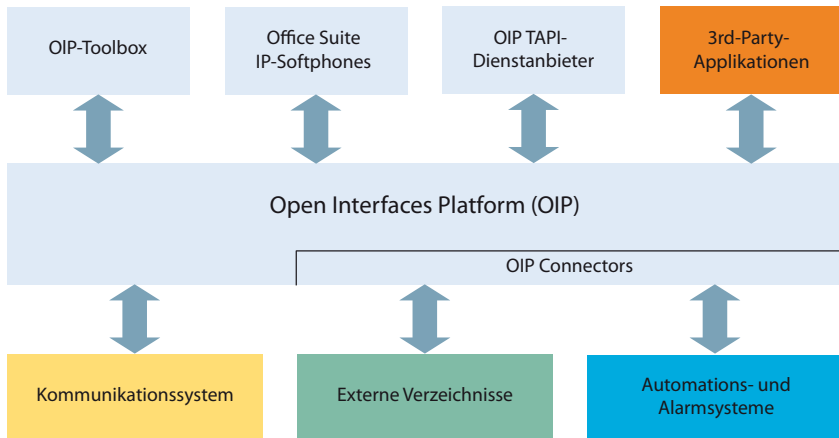 OIP-Toolbox
Office Suite
IP-Softphones
OIP TAPI-
Dienstanbieter
3rd-Party-
Applikationen
Open Interfaces Platform (OIP)
OIP Connectors
Kommunikationssystem
Externe Verzeichnisse
Automations- und
Alarmsysteme